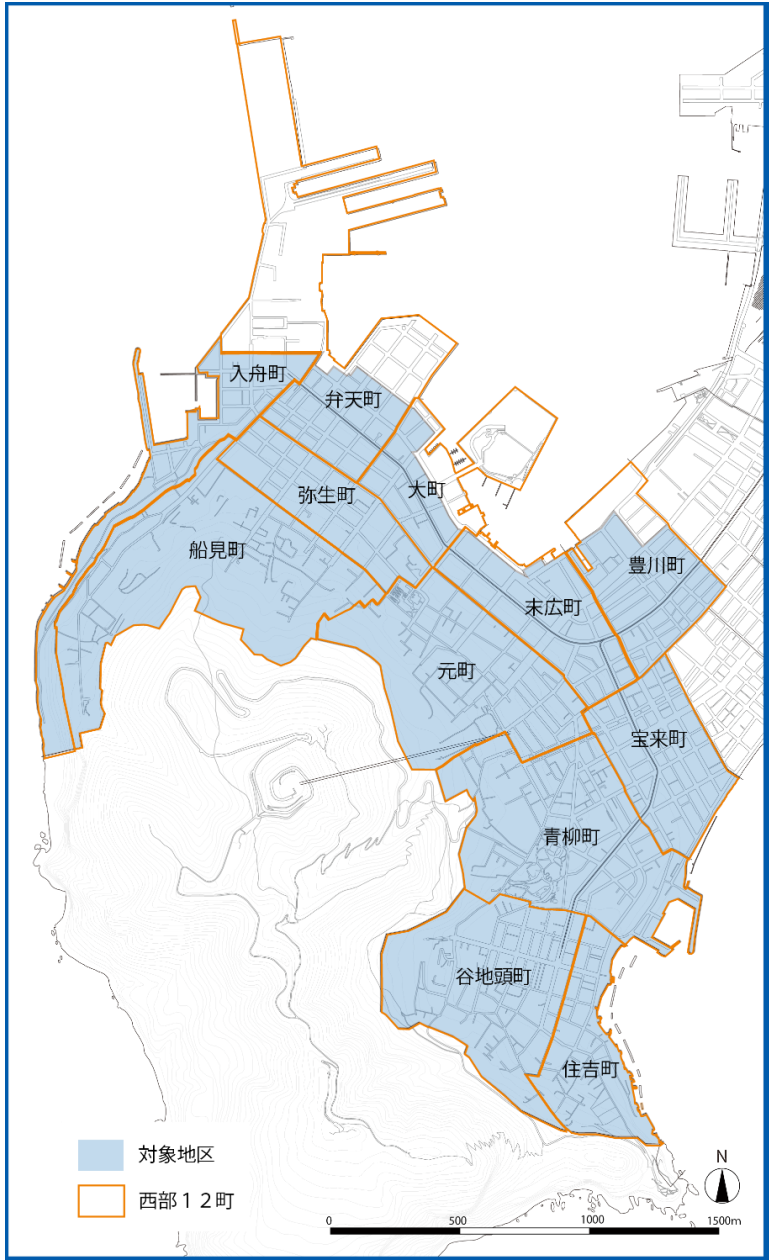 入舟町
弁天町
大町
弥生町
船見町
豊川町
末広町
元町
宝来町
青柳町
谷地頭町
住吉町
対象地区
西部１２町
N
0
500
1000
1500m